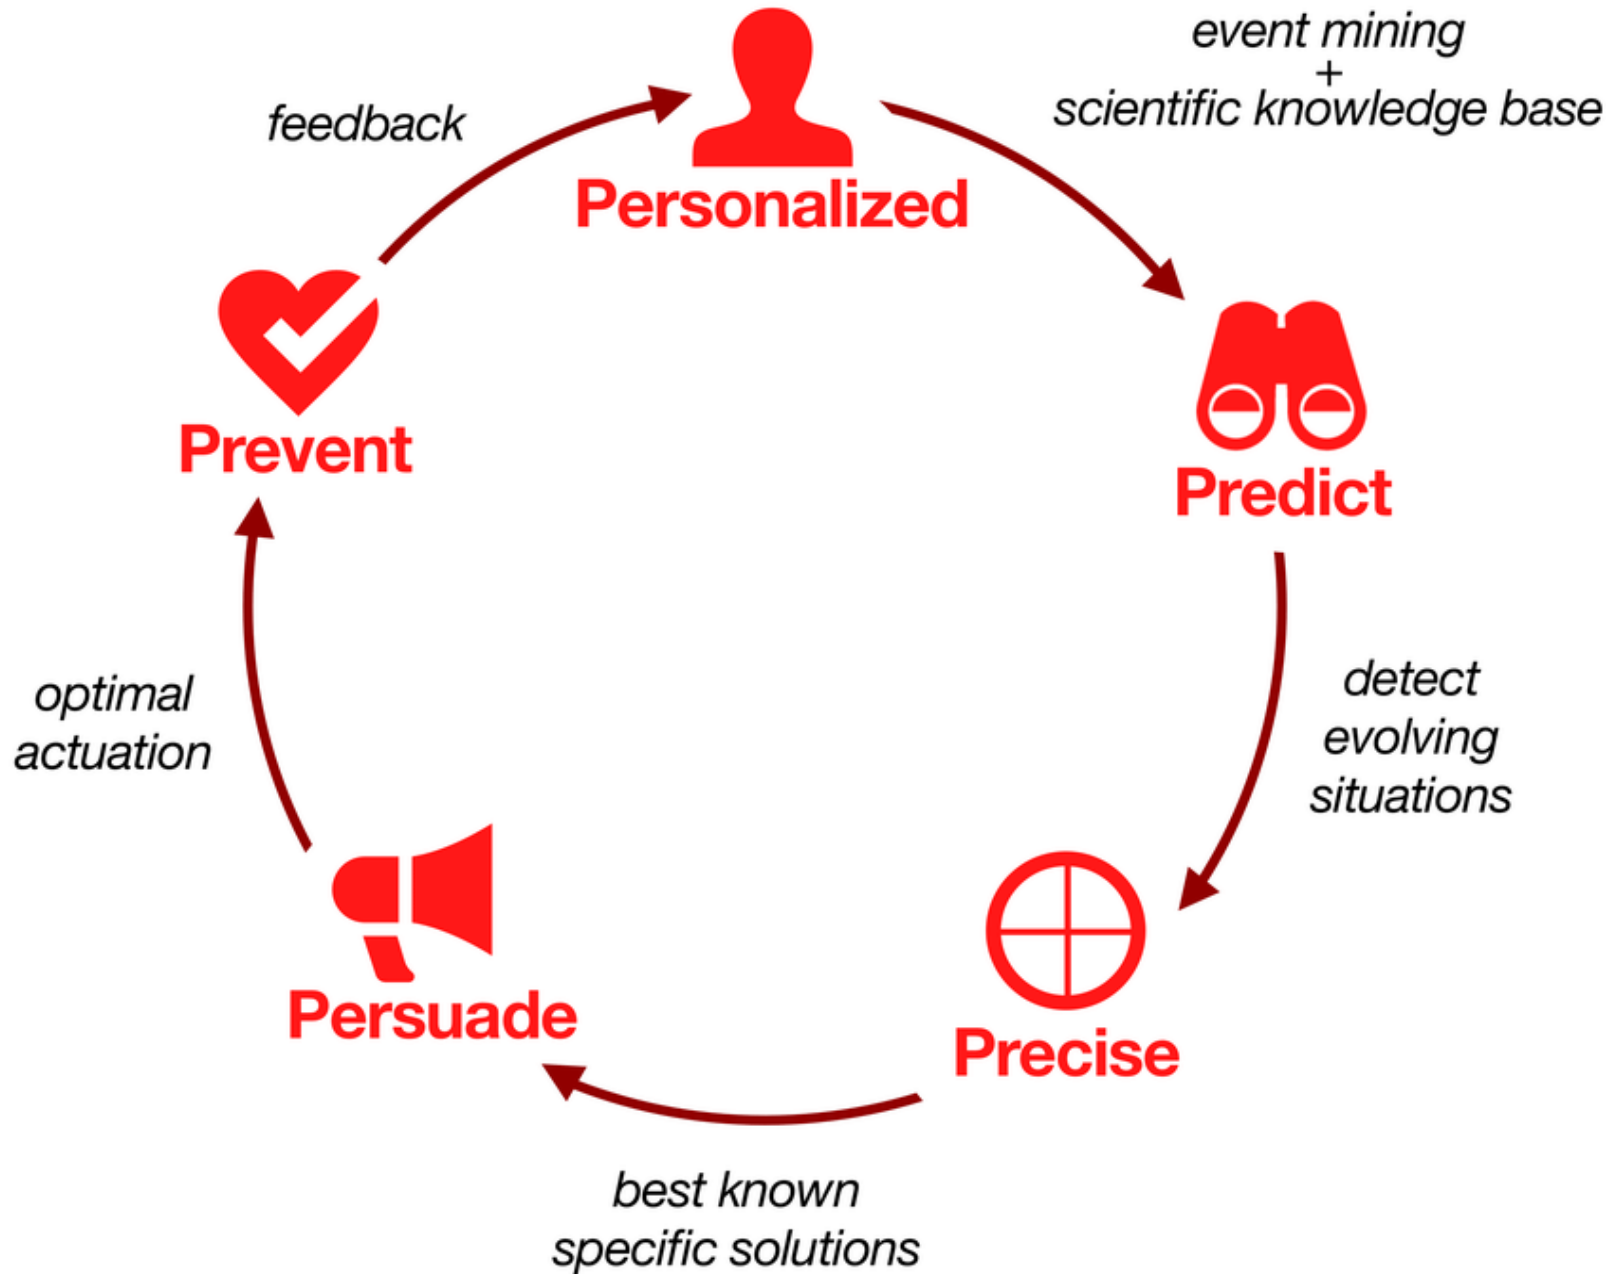 event mining
+
scientific knowledge base
feedback
Personalized
Prevent
Predict
detect
evolving
situations
optimal
actuation
Persuade
Precise
best known
specific solutions